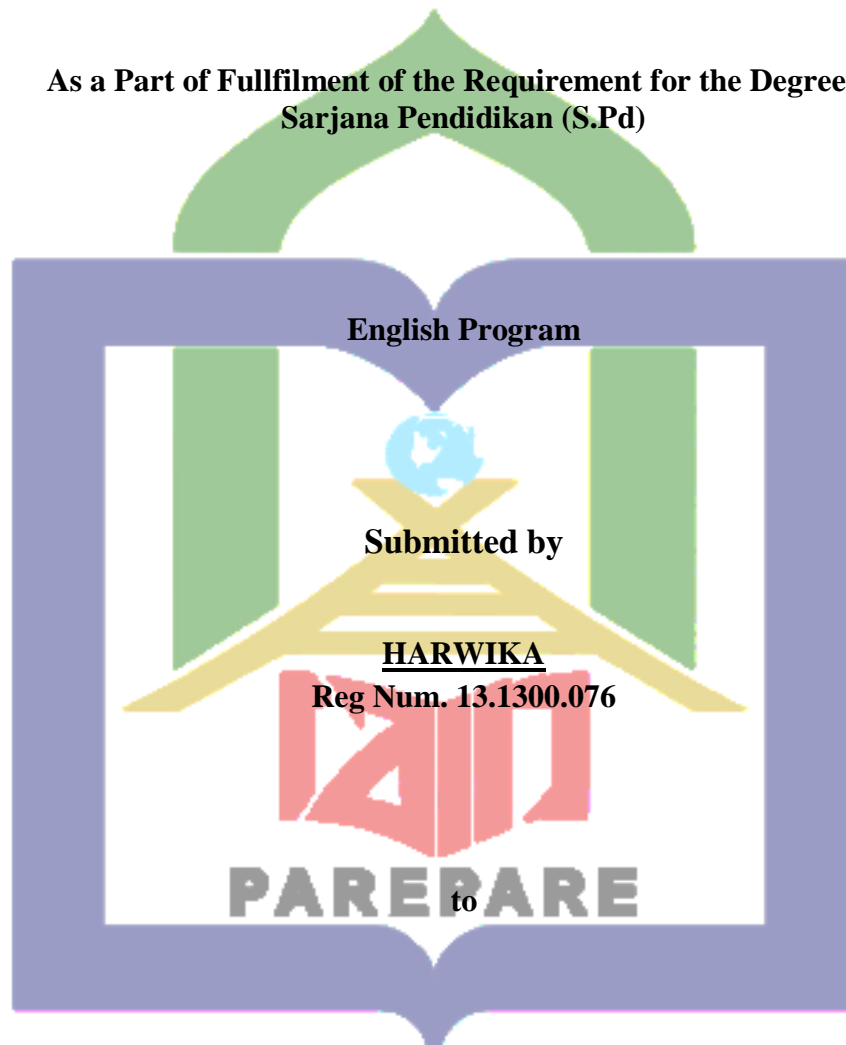 As a Part of Fullfilment of the Requirement for the Degree
Sarjana Pendidikan (S.Pd)
English Program
Submitted by
HARWIKA
Reg Num. 13.1300.076
iain
PAREPARE
to